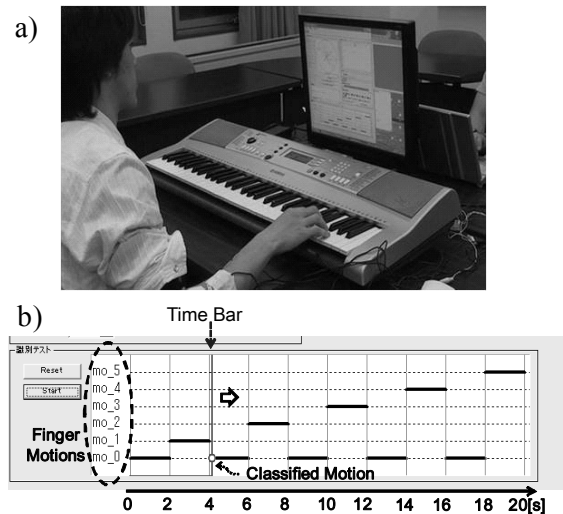 a)
b)
Time Bar
識別テスト
Reset
Start
mo_5
mo_4
mo_3
mo_2
mo_1
mo_0
Finger
Motions
Classified Motion
0 2 4 6 8 10 12 14 16 18 20[s]